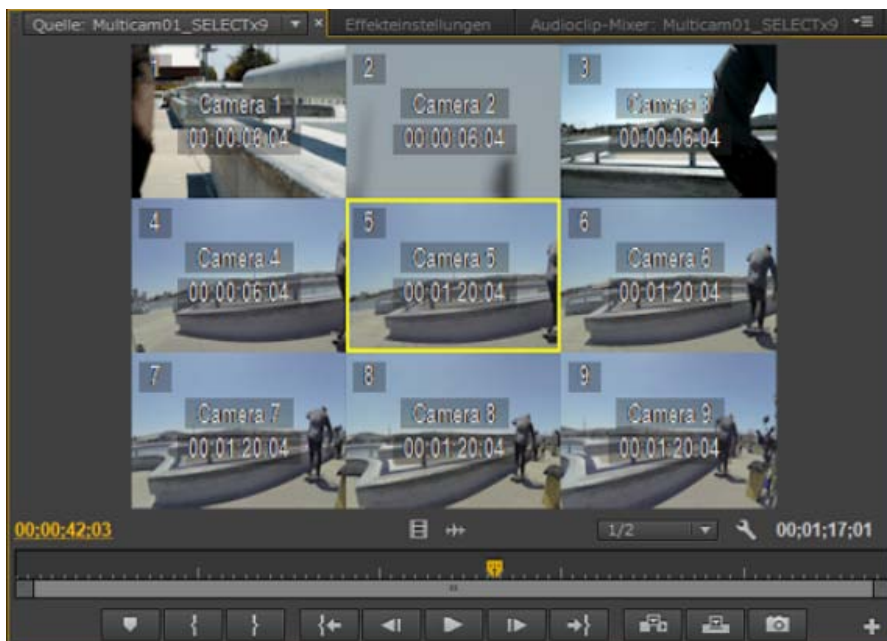 Quelle: Multicam01_SELECTx9 Effekteinstellungen Audioclip-Mixer: Multicam01_SELECTx9
1 2 3
Camera 1 Camera 2 Camera 3
00:00:06:04 00:00:06:04 00:00:06:04
4 5 6
Camera 4 Camera 5 Camera 6
00:00:06:04 00:01:20:04 00:01:20:04
7 8 9
Camera 7 Camera 8 Camera 9
00:01:20:04 00:01:20:04 00:01:20:04
00;00;42;03 1/2 00;01;17;01